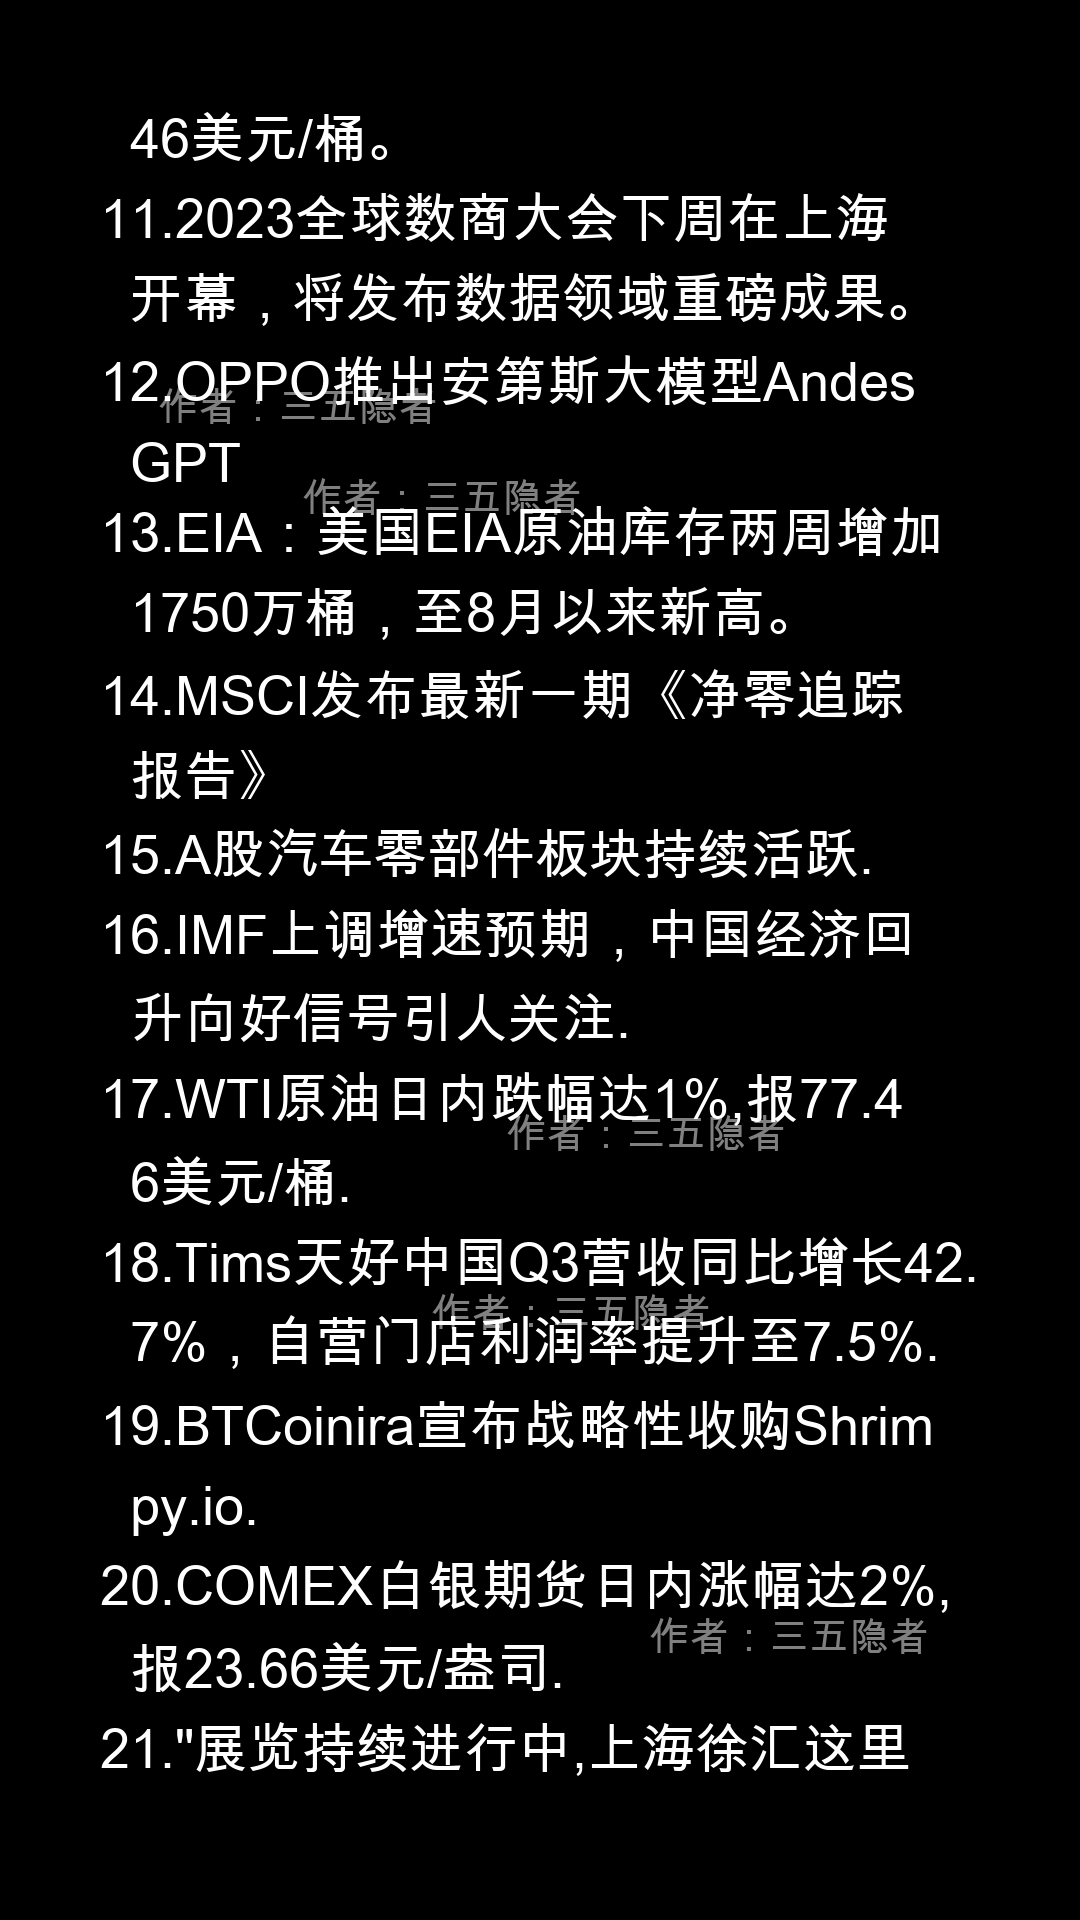 46美元/桶。
11.2023全球数商大会下周在上海
开幕，将发布数据领域重磅成果。
12.OPPO推出安第斯大模型Andes
作者：三五隐者
GPT
作者：三五隐者
13.EIA：美国EIA原油库存两周增加
1750万桶，至8月以来新高。
14.MSCI发布最新一期《净零追踪
报告》
15.A股汽车零部件板块持续活跃.
16.IMF上调增速预期，中国经济回
升向好信号引人关注.
17.WTI原油日内跌幅达1%,报77.4
作者：三五隐者
6美元/桶.
18.Tims天好中国Q3营收同比增长42.
作者：三五隐者
7%，自营门店利润率提升至7.5%.
19.BTCoinira宣布战略性收购Shrim
py.io.
20.COMEX白银期货日内涨幅达2%,
作者：三五隐者
报23.66美元/盎司.
21."展览持续进行中,上海徐汇这里